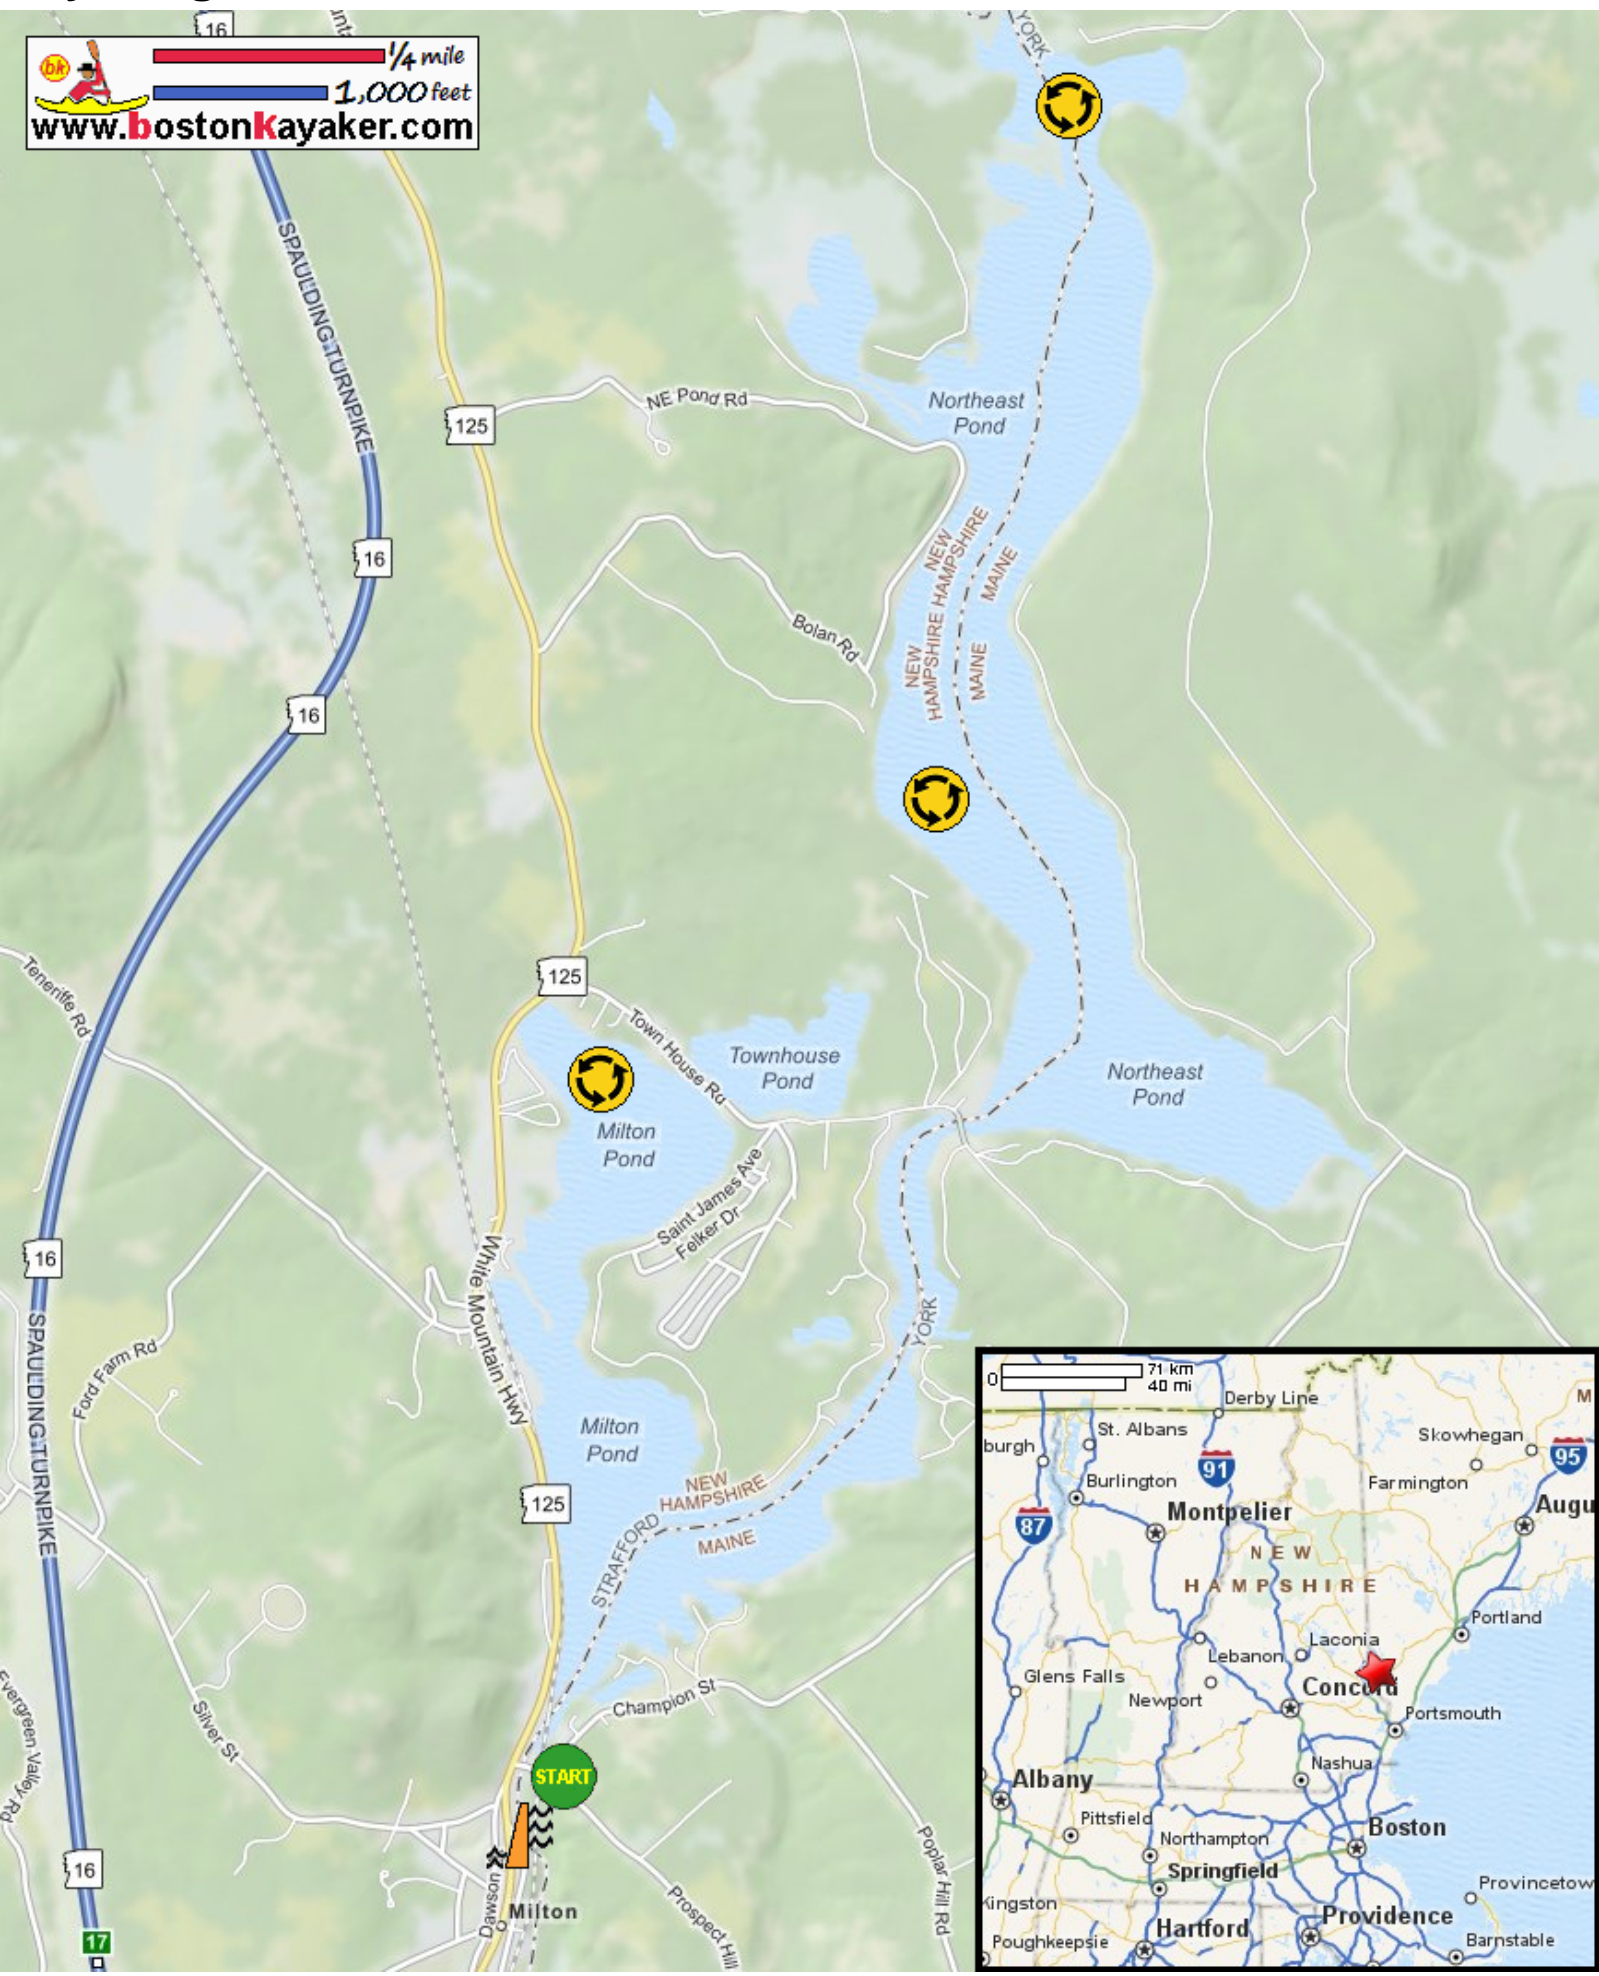 YORK
16
bk
1/4 mile
1,000 feet
www.bostonkayaker.com
SPAULDING TURNPIKE
NE Pond Rd
125
Northeast
Pond
16
NEW
HAMPSHIRE
NEW
HAMPSHIRE
MAINE
Bolan Rd
MAINE
16
125
Teneriffe Rd
Town House Rd
Townhouse
Pond
Northeast
Pond
Milton
Pond
Saint James Ave
Felker Dr
16
White Mountain Hwy
SPAULDING TURNPIKE
YORK
Ford Farm Rd
Milton
Pond
NEW
HAMPSHIRE
125
STRAFFORD
MAINE
Champion St
Silver St
Evergreen Valley Rd
START
16
Dawson
Milton
Prospect Hill
Poplar Hill Rd
17
0
71 km
40 mi
Derby Line
M
St. Albans
Skowhegan
burgh
91
95
Farmington
Burlington
Augu
Montpelier
87
NEW
HAMPSHIRE
Portland
Laconia
Lebanon
Glens Falls
Concord
Newport
Portsmouth
Nashua
Albany
Pittsfield
Boston
Northampton
Springfield
Provincetow
Kingston
Providence
Hartford
Poughkeepsie
Barnstable